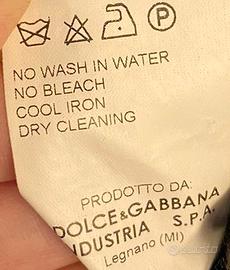 P
NO WASH IN WATER
NO BLEACH
COOL IRON
DRY CLEANING
PRODOTTO DA:
DOLCE&GABBANA
INDUSTRIA S.P.A.
Legnano (MI)